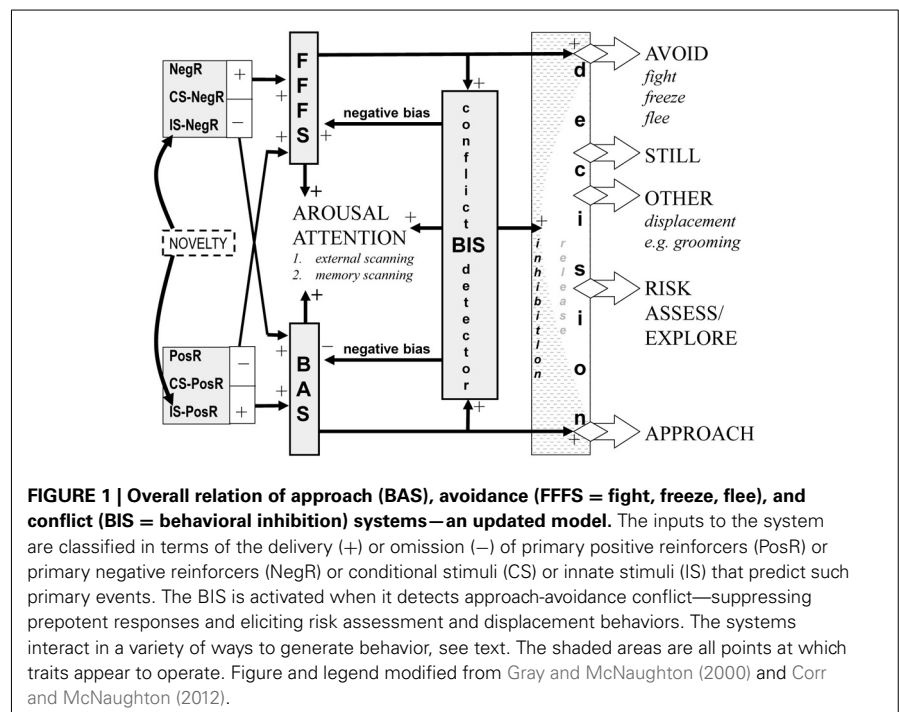 NegR
CS-NegR
IS-NegR
+
−
NOVELTY
PosR
CS-PosR
IS-PosR
−
+
+
+
+
+
FFFS
negative bias
+
AROUSAL
ATTENTION
1. external scanning
2. memory scanning
+
+
+
−
+
BAS
negative bias
+
conflict
BIS
detector
+
+
inhibition
release
+
decision
+
AVOID
fight
freeze
flee
STILL
OTHER
displacement
e.g. grooming
RISK
ASSESS/
EXPLORE
APPROACH
FIGURE 1 | Overall relation of approach (BAS), avoidance (FFFS = fight, freeze, flee), and
conflict (BIS = behavioral inhibition) systems—an updated model. The inputs to the system
are classified in terms of the delivery (+) or omission (−) of primary positive reinforcers (PosR) or
primary negative reinforcers (NegR) or conditional stimuli (CS) or innate stimuli (IS) that predict such
primary events. The BIS is activated when it detects approach-avoidance conflict—suppressing
prepotent responses and eliciting risk assessment and displacement behaviors. The systems
interact in a variety of ways to generate behavior, see text. The shaded areas are all points at which
traits appear to operate. Figure and legend modified from Gray and McNaughton (2000) and Corr
and McNaughton (2012).